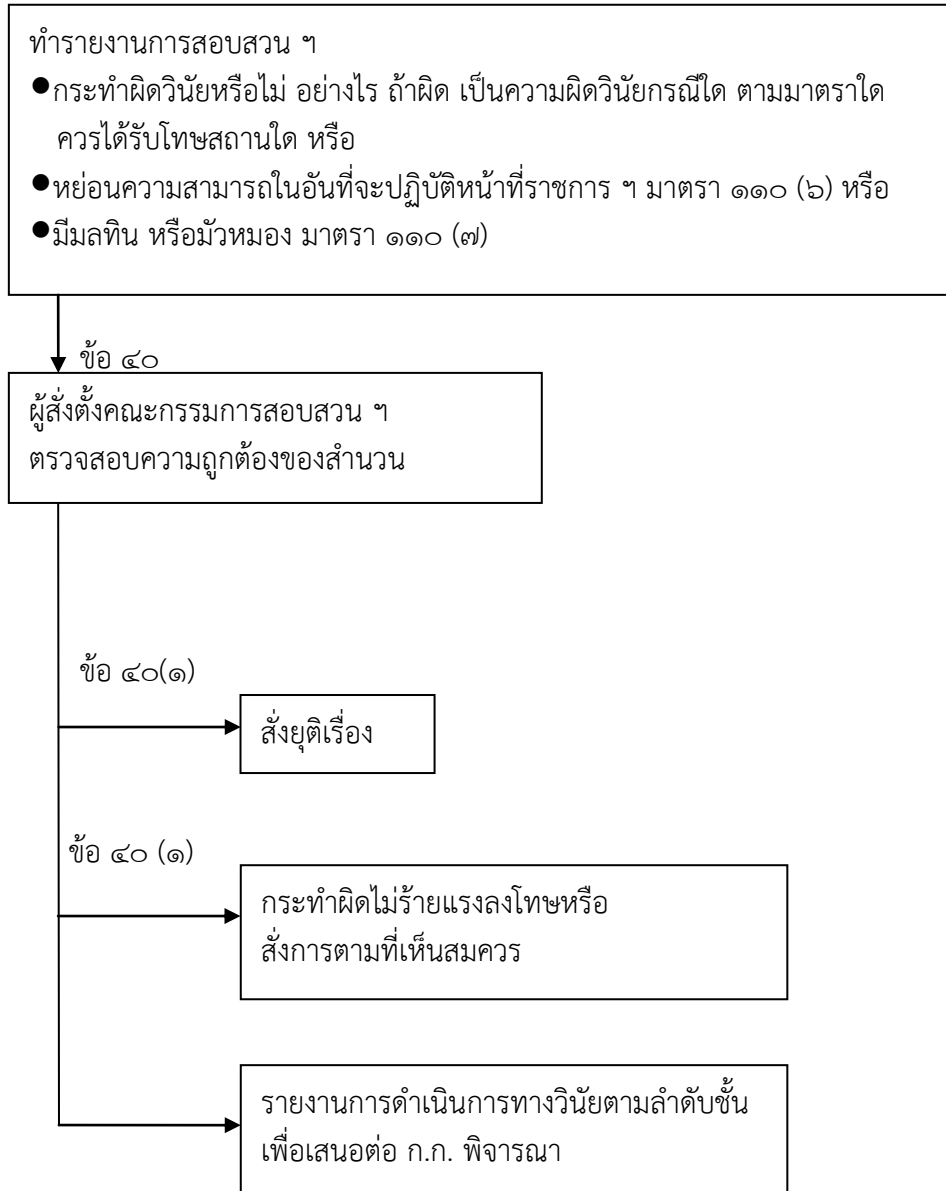 ทำรายงานการสอบสวน ฯ
●กระทำผิดวินัยหรือไม่ อย่างไร ถ้าผิด เป็นความผิดวินัยกรณีใด ตามมาตราใด
ควรได้รับโทษสถานใด หรือ
●หย่อนความสามารถในอันที่จะปฏิบัติหน้าที่ราชการ ฯ มาตรา ๑๑๐ (๖) หรือ
●มีมลทิน หรือมัวหมอง มาตรา ๑๑๐ (๗)
ข้อ ๔๐
ผู้สั่งตั้งคณะกรรมการสอบสวน ฯ
ตรวจสอบความถูกต้องของสำนวน
ข้อ ๔๐(๑)
สั่งยุติเรื่อง
ข้อ ๔๐ (๑)
กระทำผิดไม่ร้ายแรงลงโทษหรือ
สั่งการตามที่เห็นสมควร
รายงานการดำเนินการทางวินัยตามลำดับชั้น
เพื่อเสนอต่อ ก.ก. พิจารณา